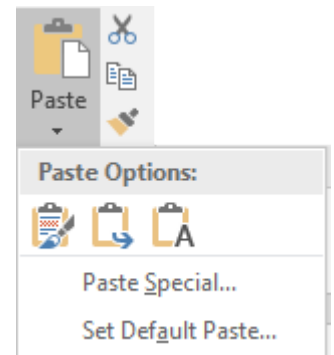 Paste
Paste Options:
A
Paste Special...
Set Default Paste...